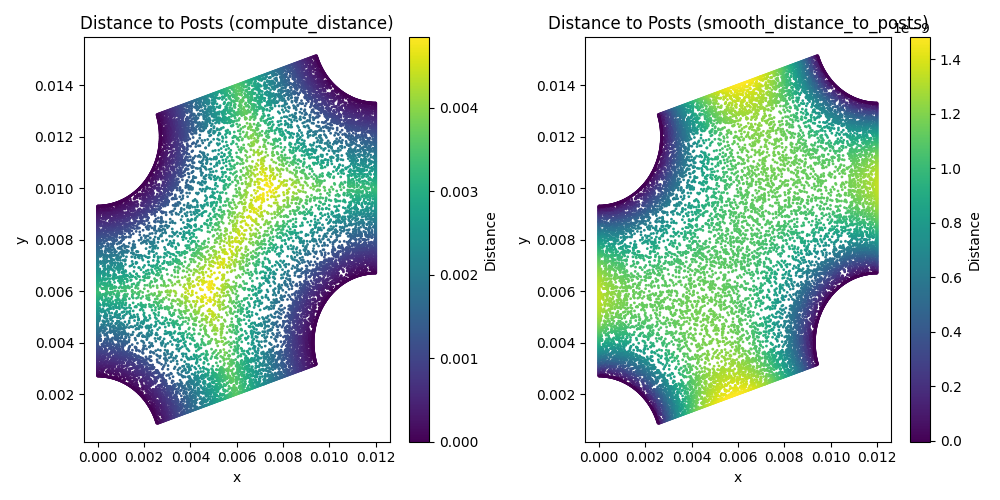 Distance to Posts (compute_distance)
0.014
0.012
0.010
0.008
0.006
0.004
0.002
y
0.000 0.002 0.004 0.006 0.008 0.010 0.012
x
0.004
0.003
0.002
0.001
0.000
Distance
Distance to Posts (smooth_distance_to_posts)
1e−9
0.014
0.012
0.010
0.008
0.006
0.004
0.002
y
0.000 0.002 0.004 0.006 0.008 0.010 0.012
x
1.4
1.2
1.0
0.8
0.6
0.4
0.2
0.0
Distance